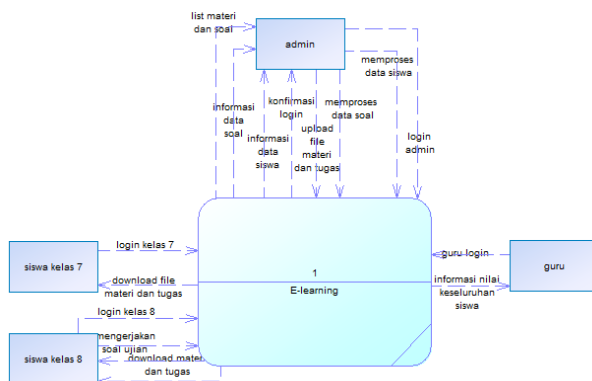 list materi
dan soal
admin
memproses
data siswa
informasi
data
soal
konfirmasi
login
memproses
data soal
informasi
data
siswa
upload
file
materi
dan tugas
login
admin
login kelas 7
siswa kelas 7
download file
materi dan tugas
1
E-learning
guru login
guru
informasi nilai
keseluruhan
siswa
login kelas 8
mengerjakan
soal ujian
siswa kelas 8
download materi
dan tugas